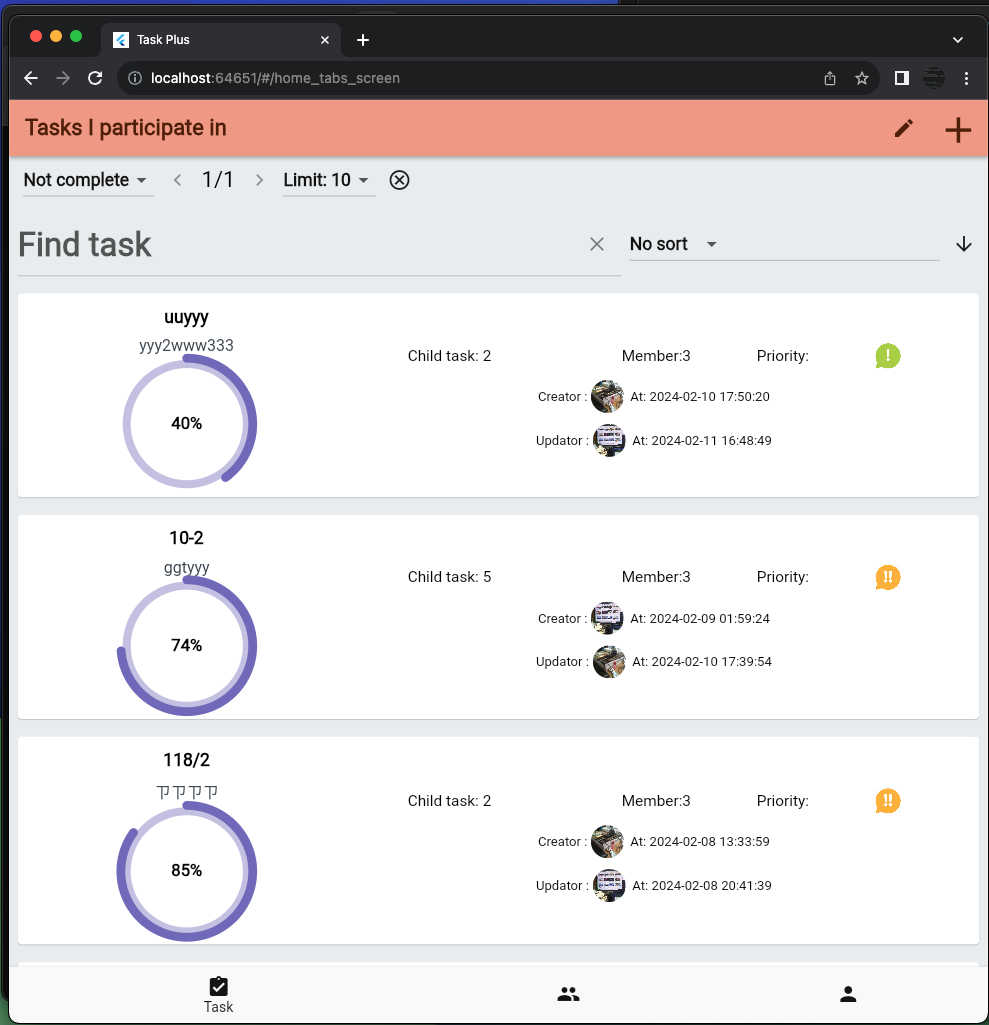 Task Plus
localhost:64651/#/home_tabs_screen
Tasks I participate in
Not complete 1/1 Limit: 10
Find task No sort
uuyyy
yyy2www333
Child task: 2 Member:3 Priority:
Creator : At: 2024-02-10 17:50:20
40%
Updator : At: 2024-02-11 16:48:49
10-2
ggtyyy
Child task: 5 Member:3 Priority:
Creator : At: 2024-02-09 01:59:24
74%
Updator : At: 2024-02-10 17:39:54
118/2
ㄗㄗㄗㄗ
Child task: 2 Member:3 Priority:
Creator : At: 2024-02-08 13:33:59
85%
Updator : At: 2024-02-08 20:41:39
Task